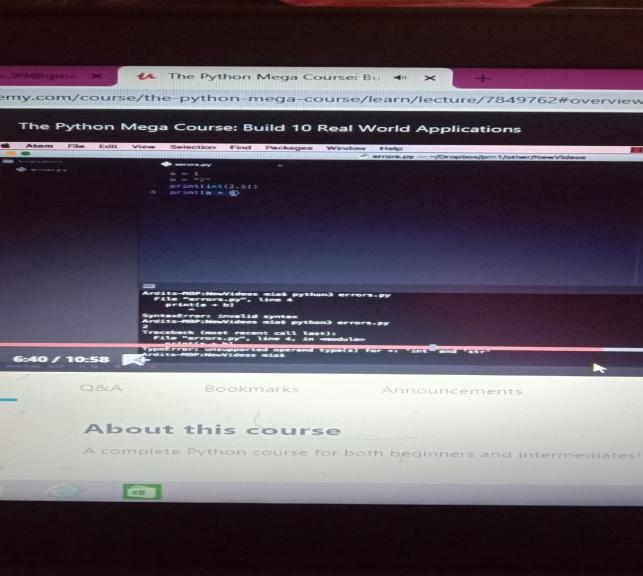 The Python Mega Course: Bu
emy.com/course/the-python-mega-course/learn/lecture/7849762#overview
The Python Mega Course: Build 10 Real World Applications
Atom File Edit View Selection Find Packages Window Help
errors.py — ~/Dropbox/pm1/other/NewVideos
errors.py
errors.py
a = 1
b = "2"
print(int(2.5))
4 print(a +
Ardits-MBP:NewVideos mia$ python3 errors.py
File "errors.py", line 4
print(a + b)
^
SyntaxError: invalid syntax
Ardits-MBP:NewVideos mia$ python3 errors.py
2
Traceback (most recent call last):
File "errors.py", line 4, in <module>
TypeError: unsupported operand type(s) for +: 'int' and 'str'
Ardits-MBP:NewVideos mia$
6:40 / 10:58
Q&A Bookmarks Announcements
About this course
A complete Python course for both beginners and intermediates!